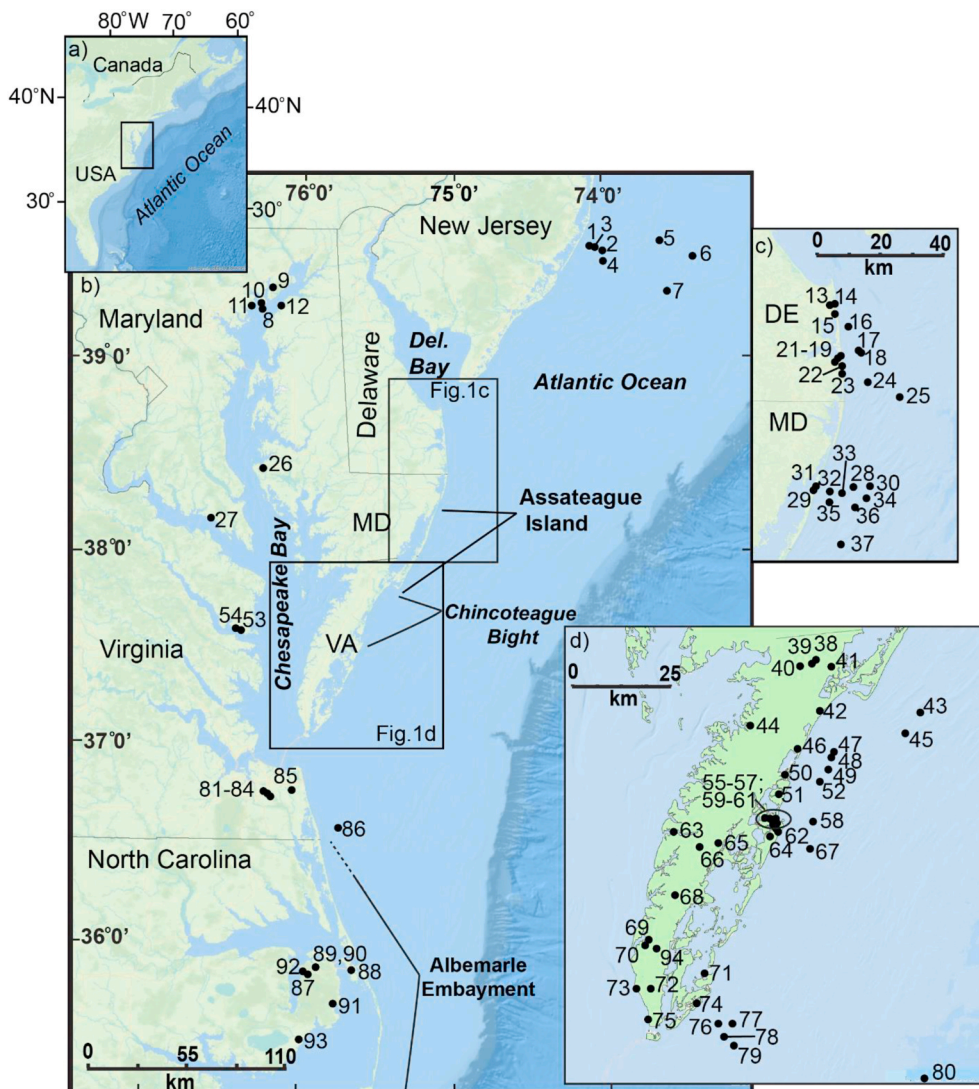 80°W 70° 60°
a)
Canada
40°N
40°N
USA
Atlantic Ocean
30°
30°
76°0' 75°0' 74°0'
New Jersey
1 3
2
4
5
6
7
b)
Maryland
9
10
11
12
8
39°0'
Del.
Bay
Delaware
Atlantic Ocean
Fig.1c
26
27
MD
Assateague
Island
38°0'
Chesapeake Bay
Chincoteague
Bight
54 53
Virginia
VA
Fig.1d
37°0'
81-84
85
86
North Carolina
36°0'
89,90
92
87
88
91
93
Albemarle
Embayment
0 55 110
km
c)
0 20 40
km
13 14
DE
15
16
17
21-19
18
22
23
24
25
MD
33
31 32 28 30
29
34
35
36
37
d)
0 25
km
39 38
40
41
42
43
44
45
46
47
48
49
50
52
51
55-57;
59-61
58
62
63
64
65
66
67
68
69
70
94
71
73
72
74
75
76
77
78
79
80